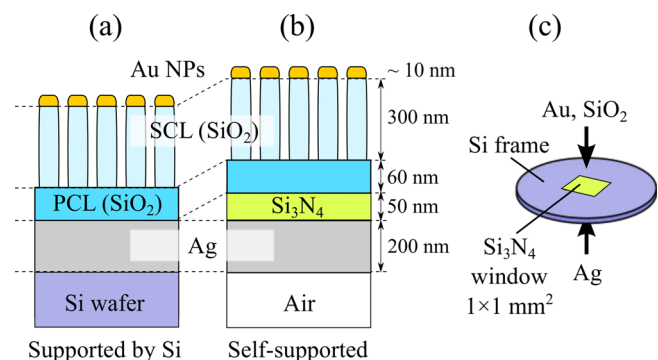 (a)
(b)
(c)
Au NPs
~ 10 nm
SCL (SiO₂)
300 nm
60 nm
PCL (SiO₂)
Si₃N₄
50 nm
Ag
200 nm
Si wafer
Air
Supported by Si
Self-supported
Au, SiO₂
Si frame
Si₃N₄
window
1×1 mm²
Ag